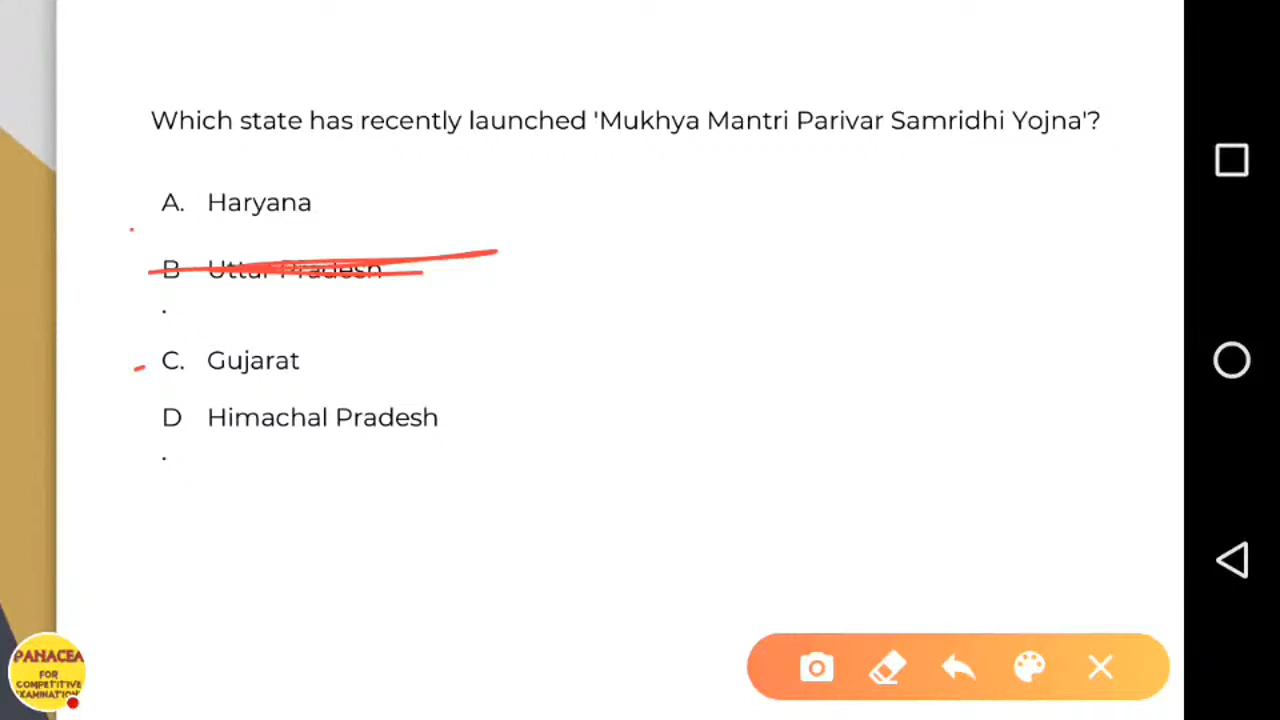 Which state has recently launched 'Mukhya Mantri Parivar Samridhi Yojna'?
A. Haryana
B Uttar Pradesh
.
C. Gujarat
D Himachal Pradesh
.
PANACEA
FOR
COMPETITIVE
EXAMINATION